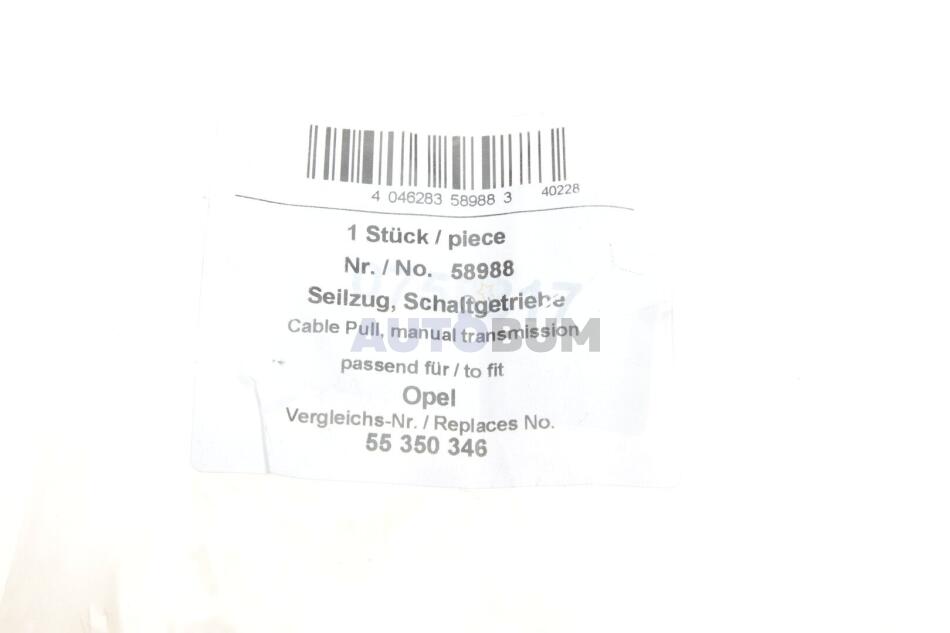 4 046283 58988 3
40228
1 Stück / piece
Nr. / No. 58988
Seilzug, Schaltgetriebe
Cable Pull, manual transmission
AUTOBUM
passend für / to fit
Opel
Vergleichs-Nr. / Replaces No.
55 350 346